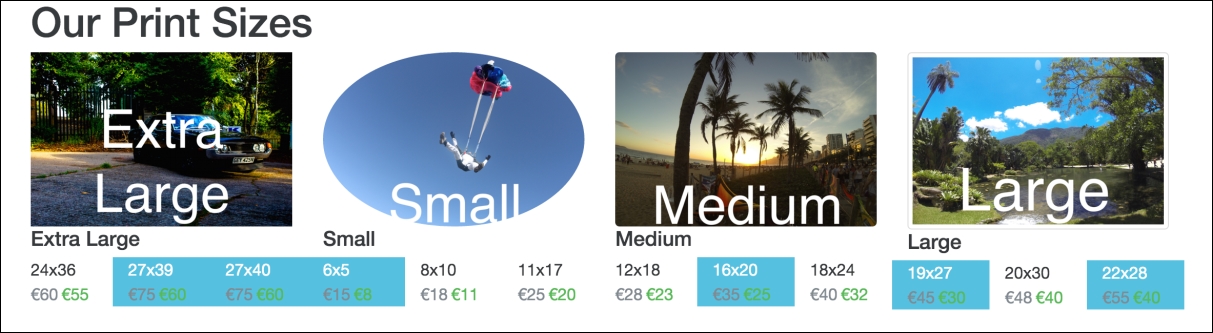 Our Print Sizes
Extra
Large
Small
Medium
Large
Extra Large
24x36 27x39 27x40
€60 €55 €75 €60 €75 €60
Small
6x5 8x10 11x17
€15 €8 €18 €11 €25 €20
Medium
12x18 16x20 18x24
€28 €23 €35 €25 €40 €32
Large
19x27 20x30 22x28
€45 €30 €48 €40 €55 €40